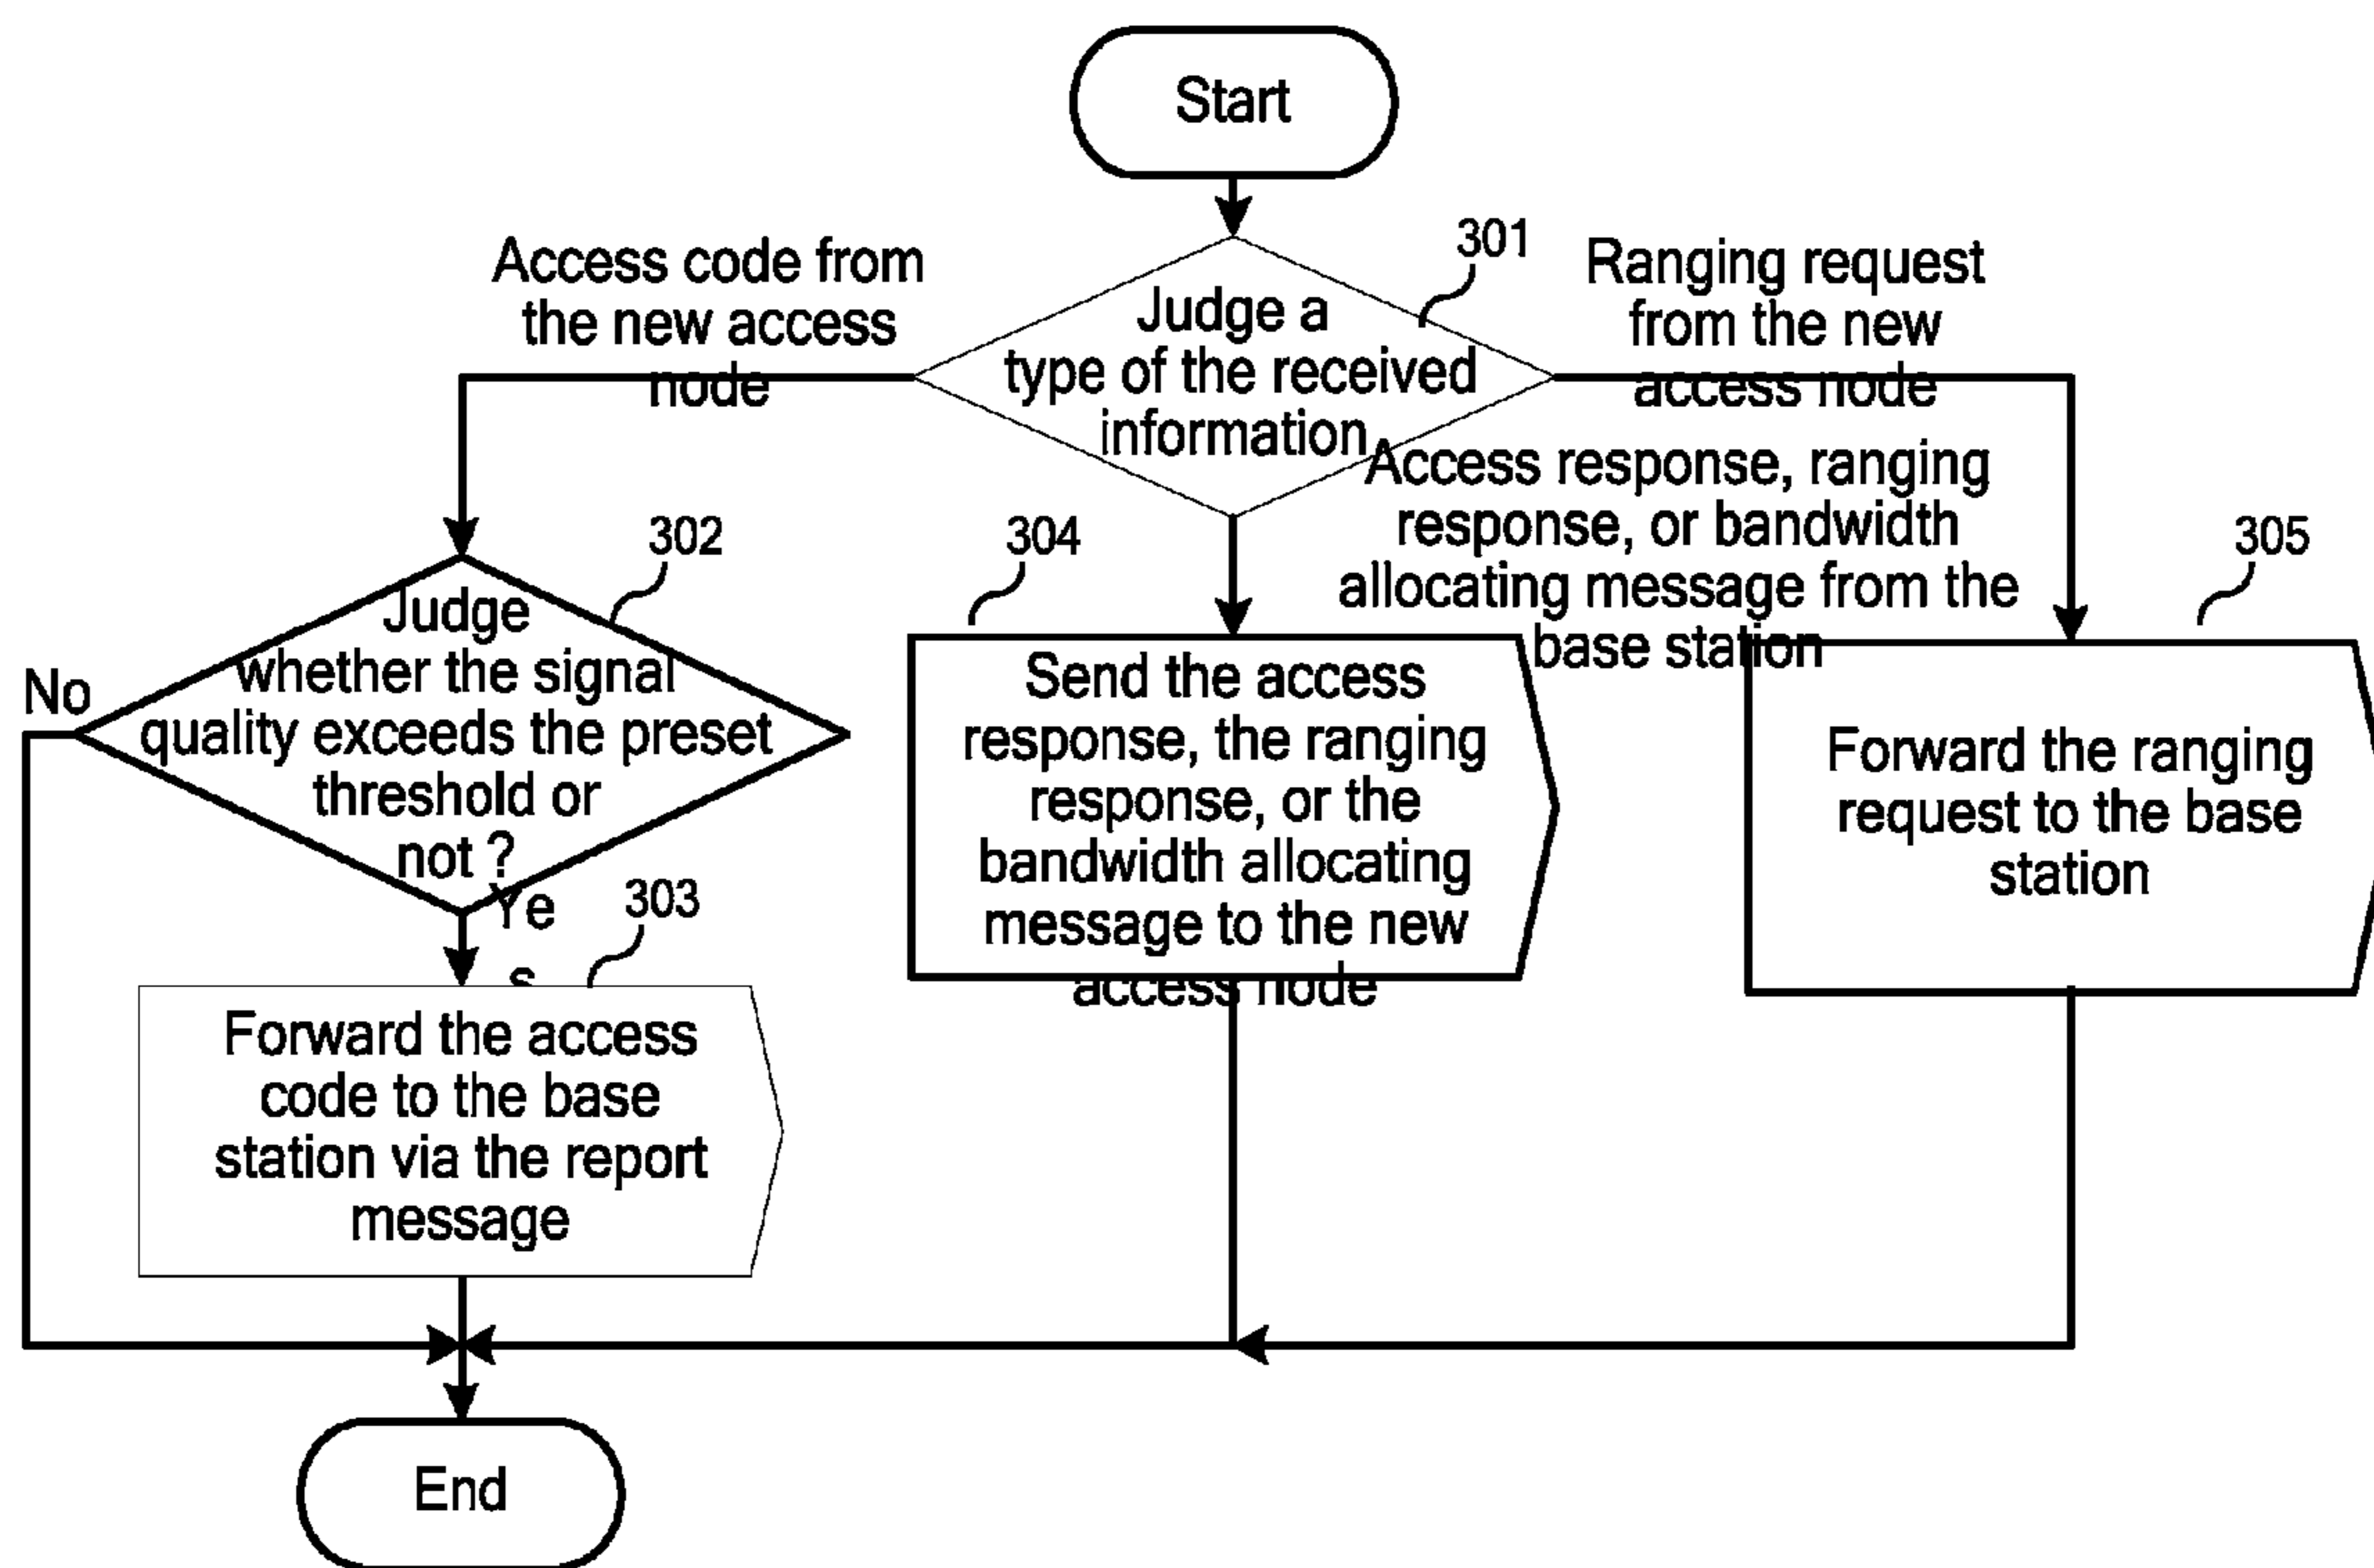 Start
Access code from
the new access
node
301
Judge a
type of the received
information
Ranging request
from the new
access node
Access response, ranging
response, or bandwidth
allocating message from the
base station
302
Judge
whether the signal
quality exceeds the preset
threshold or
not ?
No
Ye
s
303
Forward the access
code to the base
station via the report
message
304
Send the access
response, the ranging
response, or the
bandwidth allocating
message to the new
access node
305
Forward the ranging
request to the base
station
End